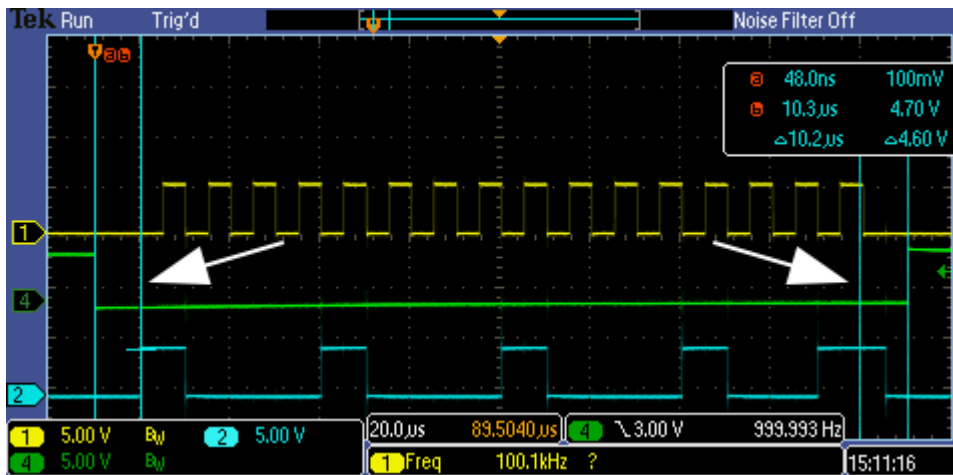 Tek Run Trig'd Noise Filter Off
T a b
a 48.0ns 100mV
b 10.3µs 4.70 V
△10.2µs △4.60 V
1
4
2
1 5.00 V BW 2 5.00 V
4 5.00 V BW
20.0µs 89.5040µs
4 \ 3.00 V 999.993 Hz
1 Freq 100.1kHz ?
15:11:16